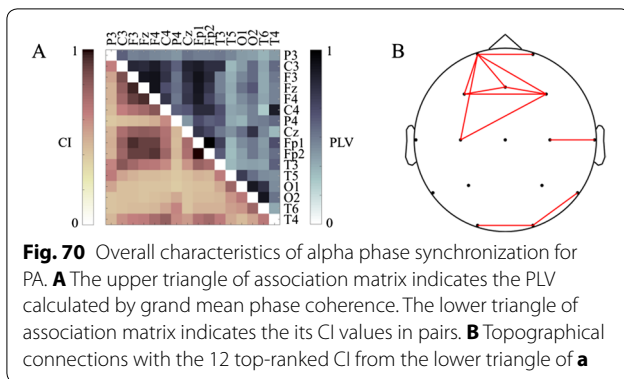 A
B
P3 C3 F3 Fz F4 C4 P4 Cz Fp1 Fp2 T3 T5 O1 O2 T6 T4
1
CI
0
1
PLV
0
P3
C3
F3
Fz
F4
C4
P4
Cz
Fp1
Fp2
T3
T5
O1
O2
T6
T4
Fig. 70 Overall characteristics of alpha phase synchronization for
PA. A The upper triangle of association matrix indicates the PLV
calculated by grand mean phase coherence. The lower triangle of
association matrix indicates the its CI values in pairs. B Topographical
connections with the 12 top-ranked CI from the lower triangle of a